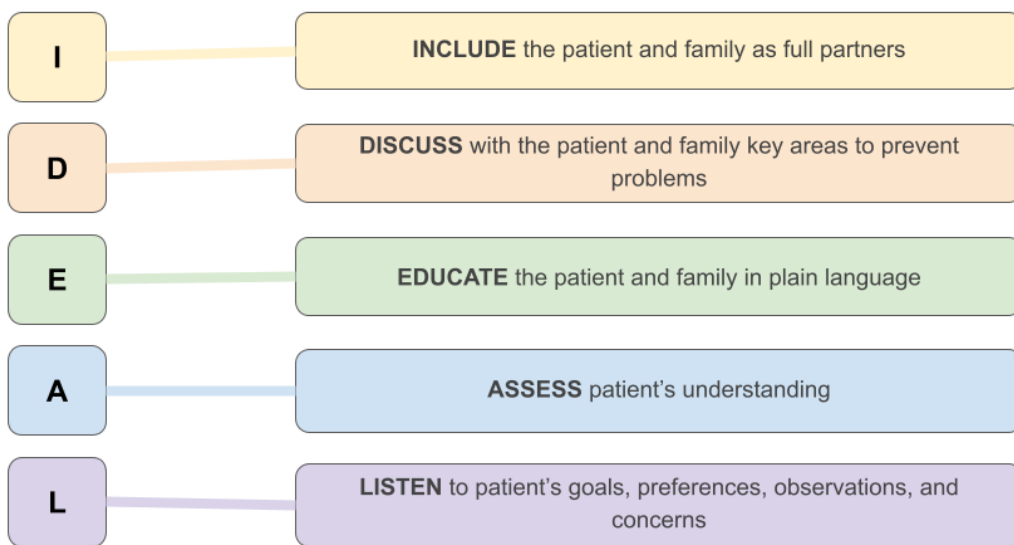 I
INCLUDE the patient and family as full partners
D
DISCUSS with the patient and family key areas to prevent
problems
E
EDUCATE the patient and family in plain language
A
ASSESS patient's understanding
L
LISTEN to patient's goals, preferences, observations, and
concerns